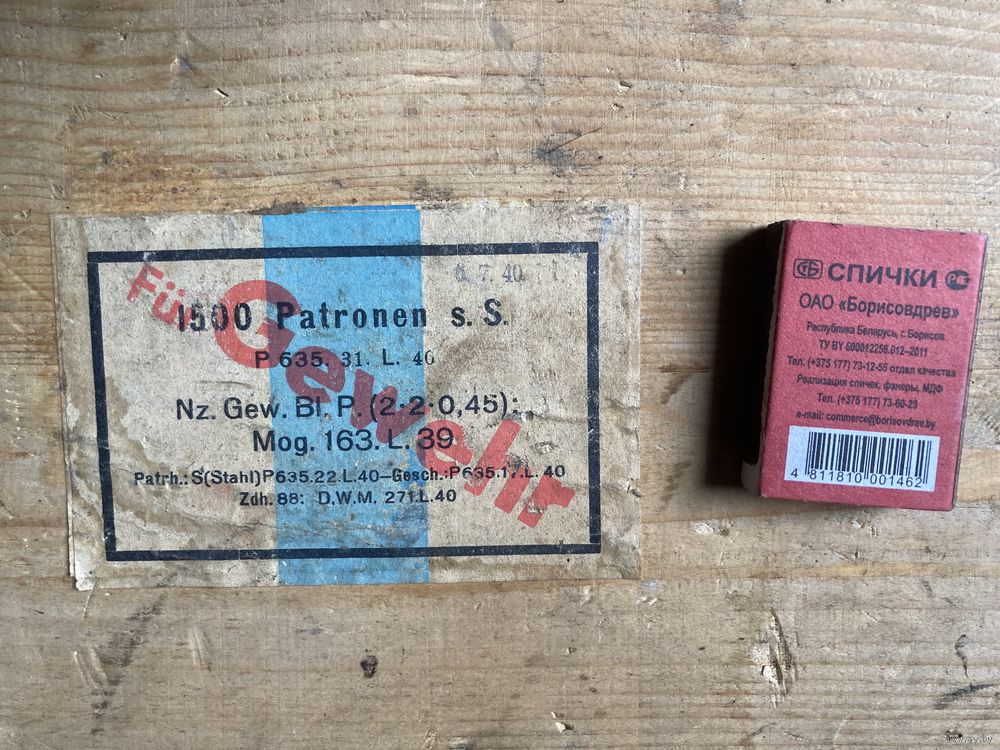 6. 7. 40
1500 Patronen s. S.
P 635. 31. L. 40
Nz. Gew. Bl. P. (2·2·0,45):
Mog. 163. L. 39
Patrh.: S(Stahl)P635.22.L.40–Gesch.:P635.17.L.40
Zdh. 88: D.W.M. 271.L.40
Für Gewehr
СПИЧКИ РС
ОАО «Борисовдрев»
Республика Беларусь, г. Борисов
ТУ BY 600012256.012–2011
Тел. (+375 177) 73-12-55 отдел качества
Реализация спичек, фанеры, МДФ
Тел. (+375 177) 73-60-23
e-mail: commerce@borisovdrev.by
4 811810 001462